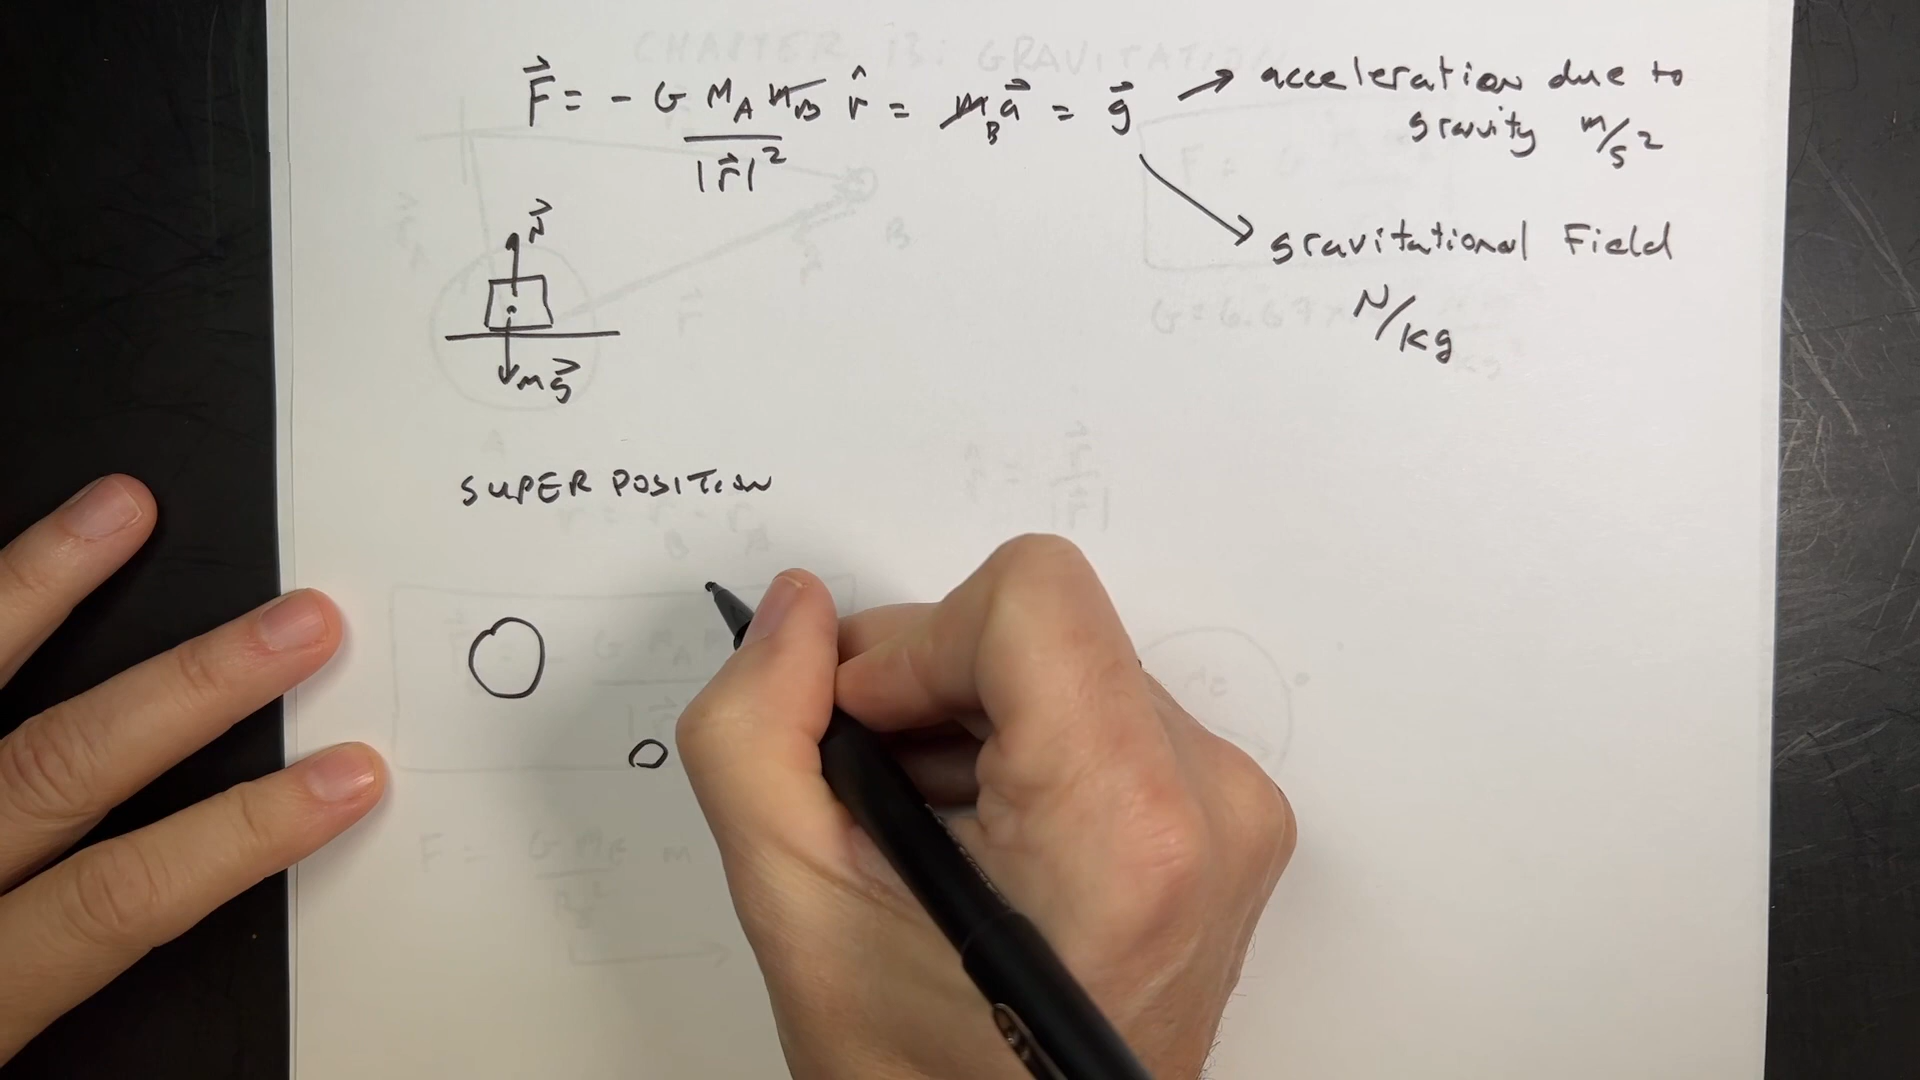 F⃗ = - G M_A m_B r̂ / |r⃗|² = m_B a⃗ = g⃗ → acceleration due to
gravity m/s²
→ gravitational Field
N/kg
N⃗
mg⃗
SUPER POSITION